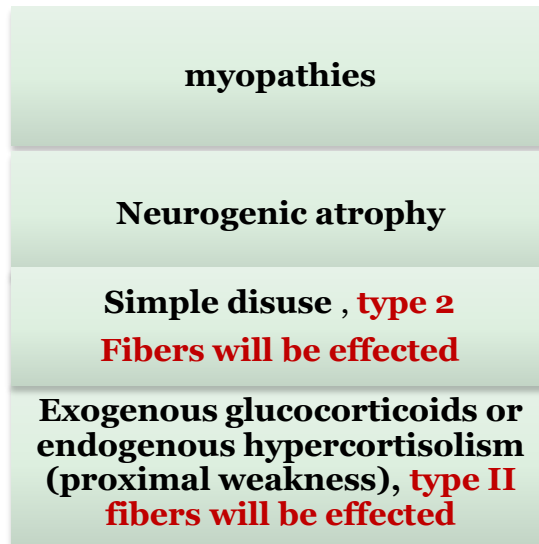 myopathies
Neurogenic atrophy
Simple disuse , type 2
Fibers will be effected
Exogenous glucocorticoids or
endogenous hypercortisolism
(proximal weakness), type II
fibers will be effected